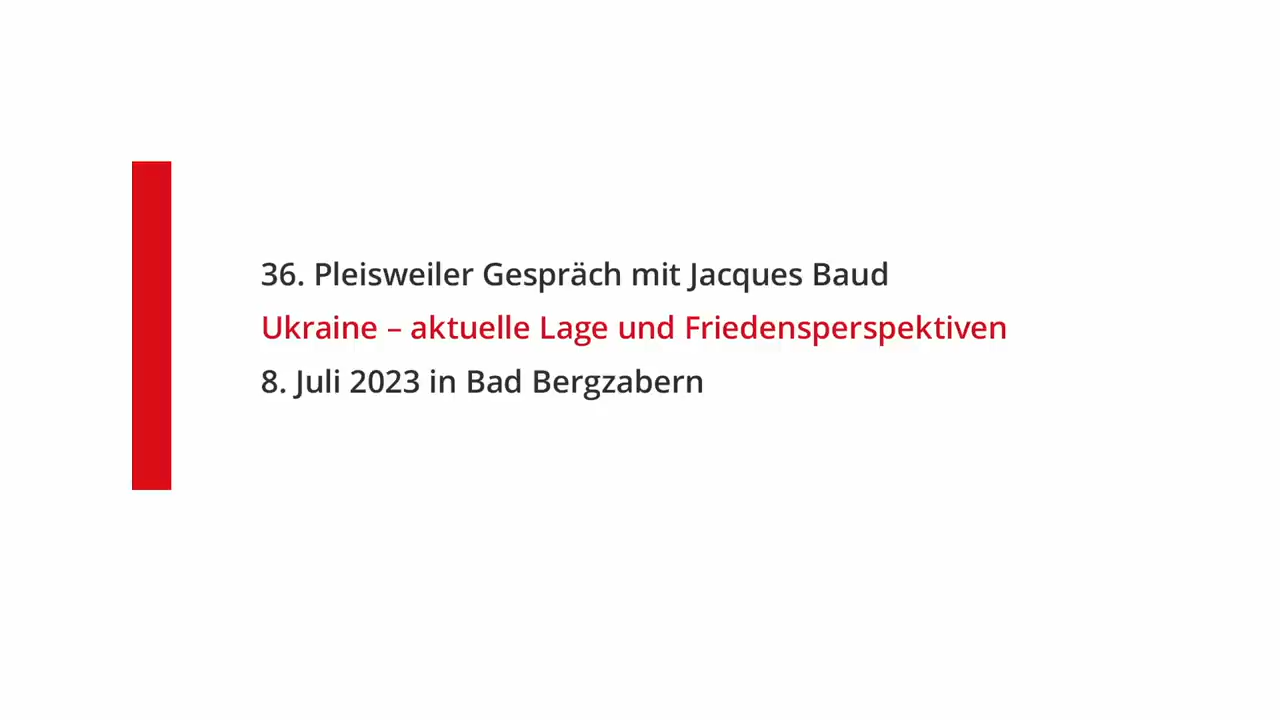 36. Pleisweiler Gespräch mit Jacques Baud
Ukraine – aktuelle Lage und Friedensperspektiven
8. Juli 2023 in Bad Bergzabern